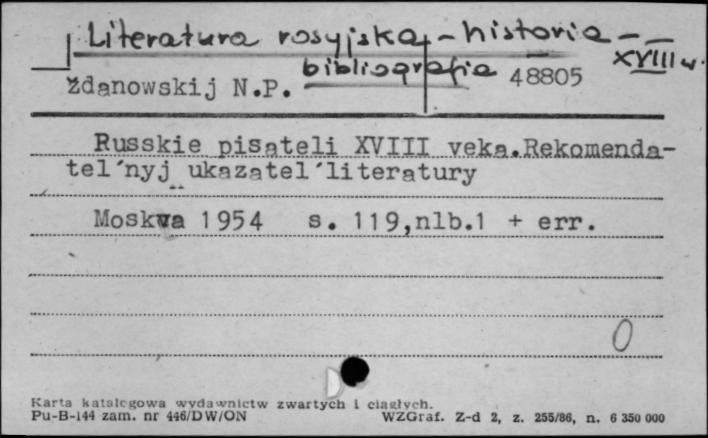 Literatura rosyjska - historia -
XVIII w.
bibliografia 48805
Żdanowskij N.P.
Russkie pisateli XVIII veka.Rekomenda-
tel´nyj ukazatel´literatury
Moskva 1954 s. 119,nlb.1 + err.
0
Karta katalogowa wydawnictw zwartych i ciągłych.
Pu-B-144 zam. nr 446/DW/ON WZGraf. Z-d 2, z. 255/86, n. 6 350 000